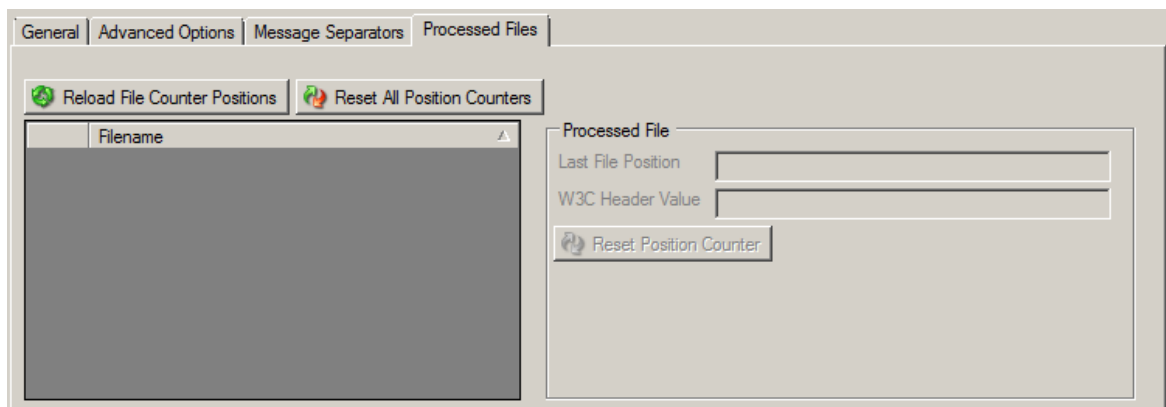 General
Advanced Options
Message Separators
Processed Files
Reload File Counter Positions
Reset All Position Counters
Filename
Processed File
Last File Position
W3C Header Value
Reset Position Counter